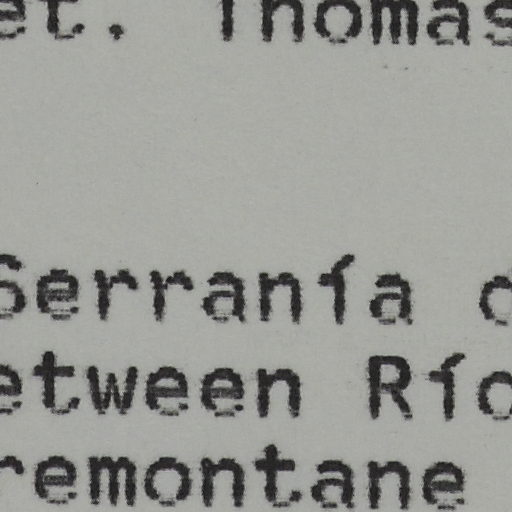 et. Thomas
Serranía
etween Río
remontane